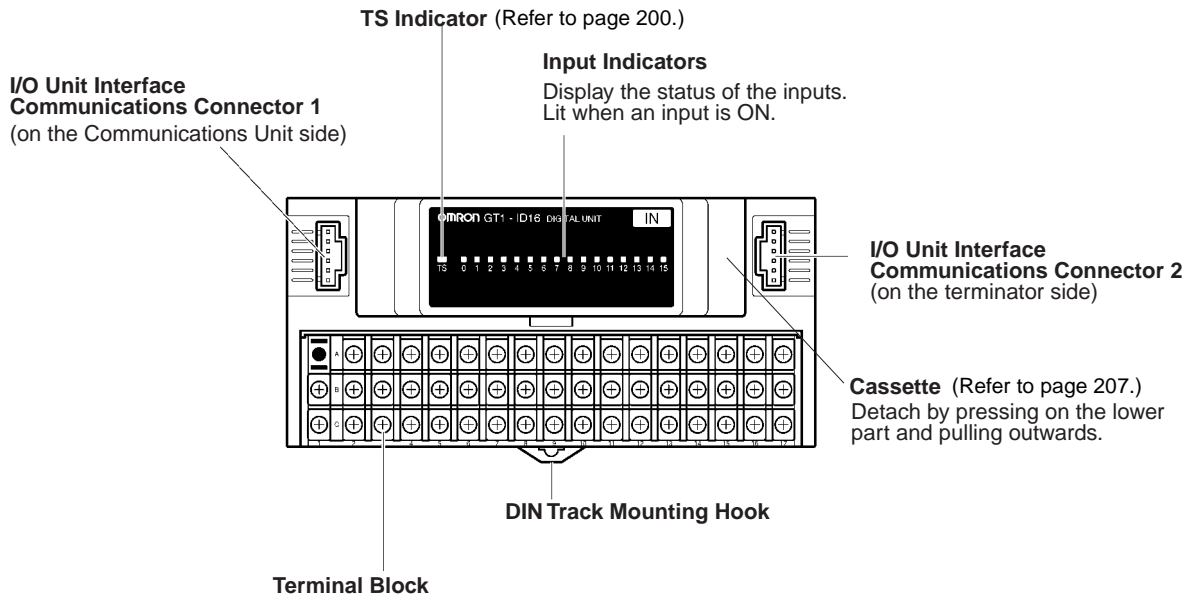 TS Indicator (Refer to page 200.)
Input Indicators
Display the status of the inputs.
Lit when an input is ON.
I/O Unit Interface
Communications Connector 1
(on the Communications Unit side)
OMRON GT1 - ID16 DIGITAL UNIT IN
TS 0 1 2 3 4 5 6 7 8 9 10 11 12 13 14 15
I/O Unit Interface
Communications Connector 2
(on the terminator side)
A
B
C
1 2 3 4 5 6 7 8 9 10 11 12 13 14 15 16 17
Cassette (Refer to page 207.)
Detach by pressing on the lower
part and pulling outwards.
DIN Track Mounting Hook
Terminal Block